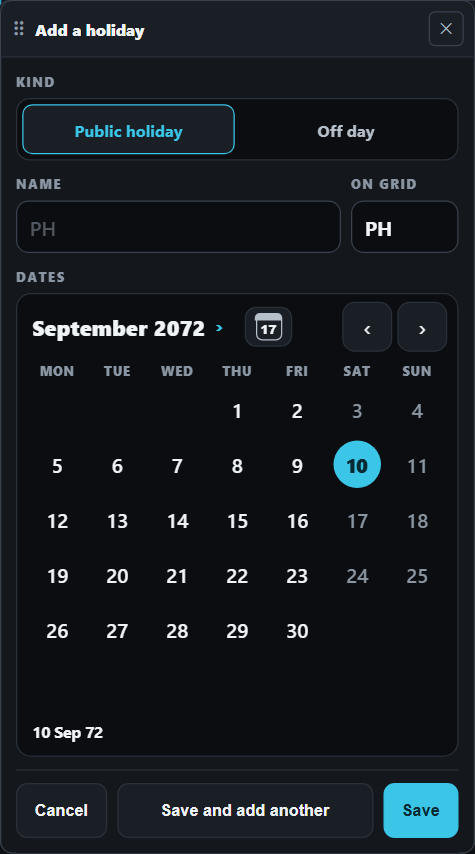 Add a holiday
KIND
Public holiday Off day
NAME ON GRID
PH PH
DATES
September 2072 › 17 ‹ ›
MON TUE WED THU FRI SAT SUN
1 2 3 4
5 6 7 8 9 10 11
12 13 14 15 16 17 18
19 20 21 22 23 24 25
26 27 28 29 30
10 Sep 72
Cancel Save and add another Save